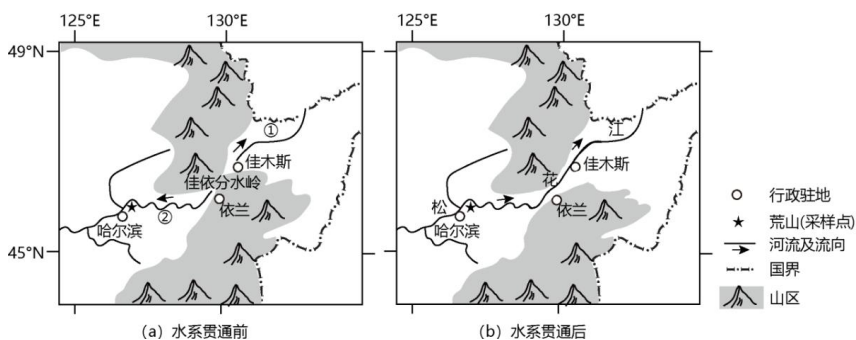 125°E 130°E
49°N
①
佳木斯
佳依分水岭
依兰
②
哈尔滨
45°N
(a) 水系贯通前
125°E 130°E
49°N
江
佳木斯
花
依兰
松
哈尔滨
45°N
(b) 水系贯通后
行政驻地
荒山(采样点)
河流及流向
国界
山区